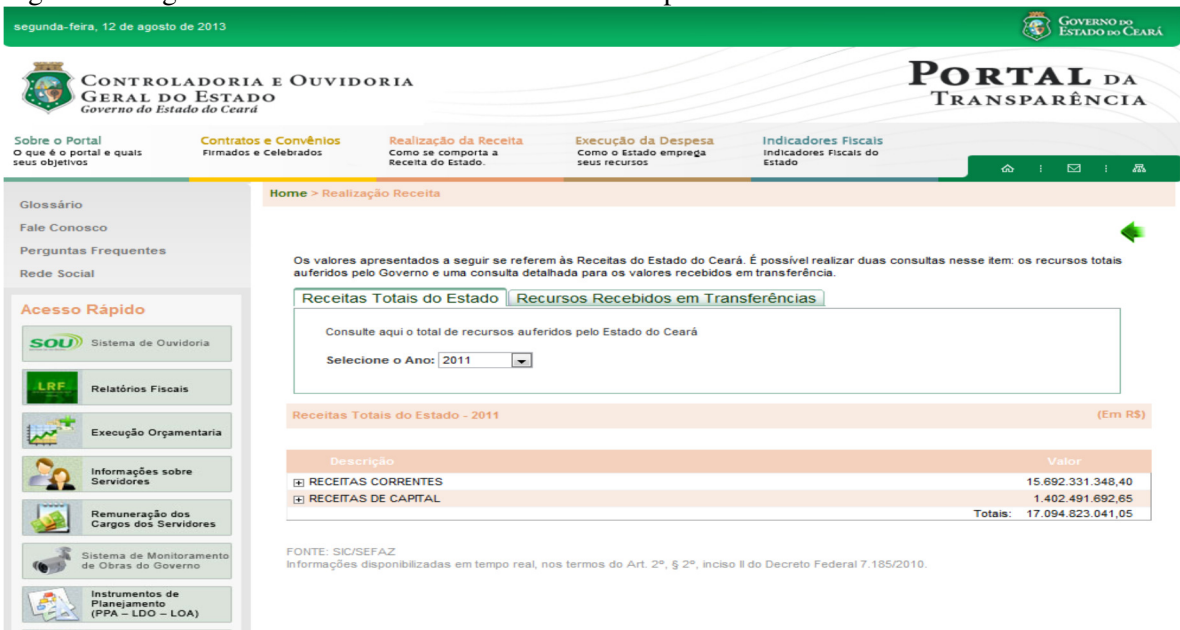 segunda-feira, 12 de agosto de 2013
GOVERNO DO
ESTADO DO CEARÁ
CONTROLADORIA E OUVIDORIA
GERAL DO ESTADO
Governo do Estado do Ceará
PORTAL DA
TRANSPARÊNCIA
Sobre o Portal
O que é o portal e quais
seus objetivos
Contratos e Convênios
Firmados e Celebrados
Realização da Receita
Como se comporta a
Receita do Estado.
Execução da Despesa
Como o Estado emprega
seus recursos
Indicadores Fiscais
Indicadores Fiscais do
Estado
Home > Realização Receita
Glossário
Fale Conosco
Perguntas Frequentes
Rede Social
Acesso Rápido
SOU Sistema de Ouvidoria
LRF Relatórios Fiscais
Execução Orçamentaria
Informações sobre
Servidores
Remuneração dos
Cargos dos Servidores
Sistema de Monitoramento
de Obras do Governo
Instrumentos de
Planejamento
(PPA – LDO – LOA)
Os valores apresentados a seguir se referem às Receitas do Estado do Ceará. É possível realizar duas consultas nesse item: os recursos totais
auferidos pelo Governo e uma consulta detalhada para os valores recebidos em transferência.
Receitas Totais do Estado Recursos Recebidos em Transferências
Consulte aqui o total de recursos auferidos pelo Estado do Ceará
Selecione o Ano: 2011
Receitas Totais do Estado - 2011 (Em R$)
Descrição Valor
RECEITAS CORRENTES 15.692.331.348,40
RECEITAS DE CAPITAL 1.402.491.692,65
Totais: 17.094.823.041,05
FONTE: SIC/SEFAZ
Informações disponibilizadas em tempo real, nos termos do Art. 2º, § 2º, inciso II do Decreto Federal 7.185/2010.